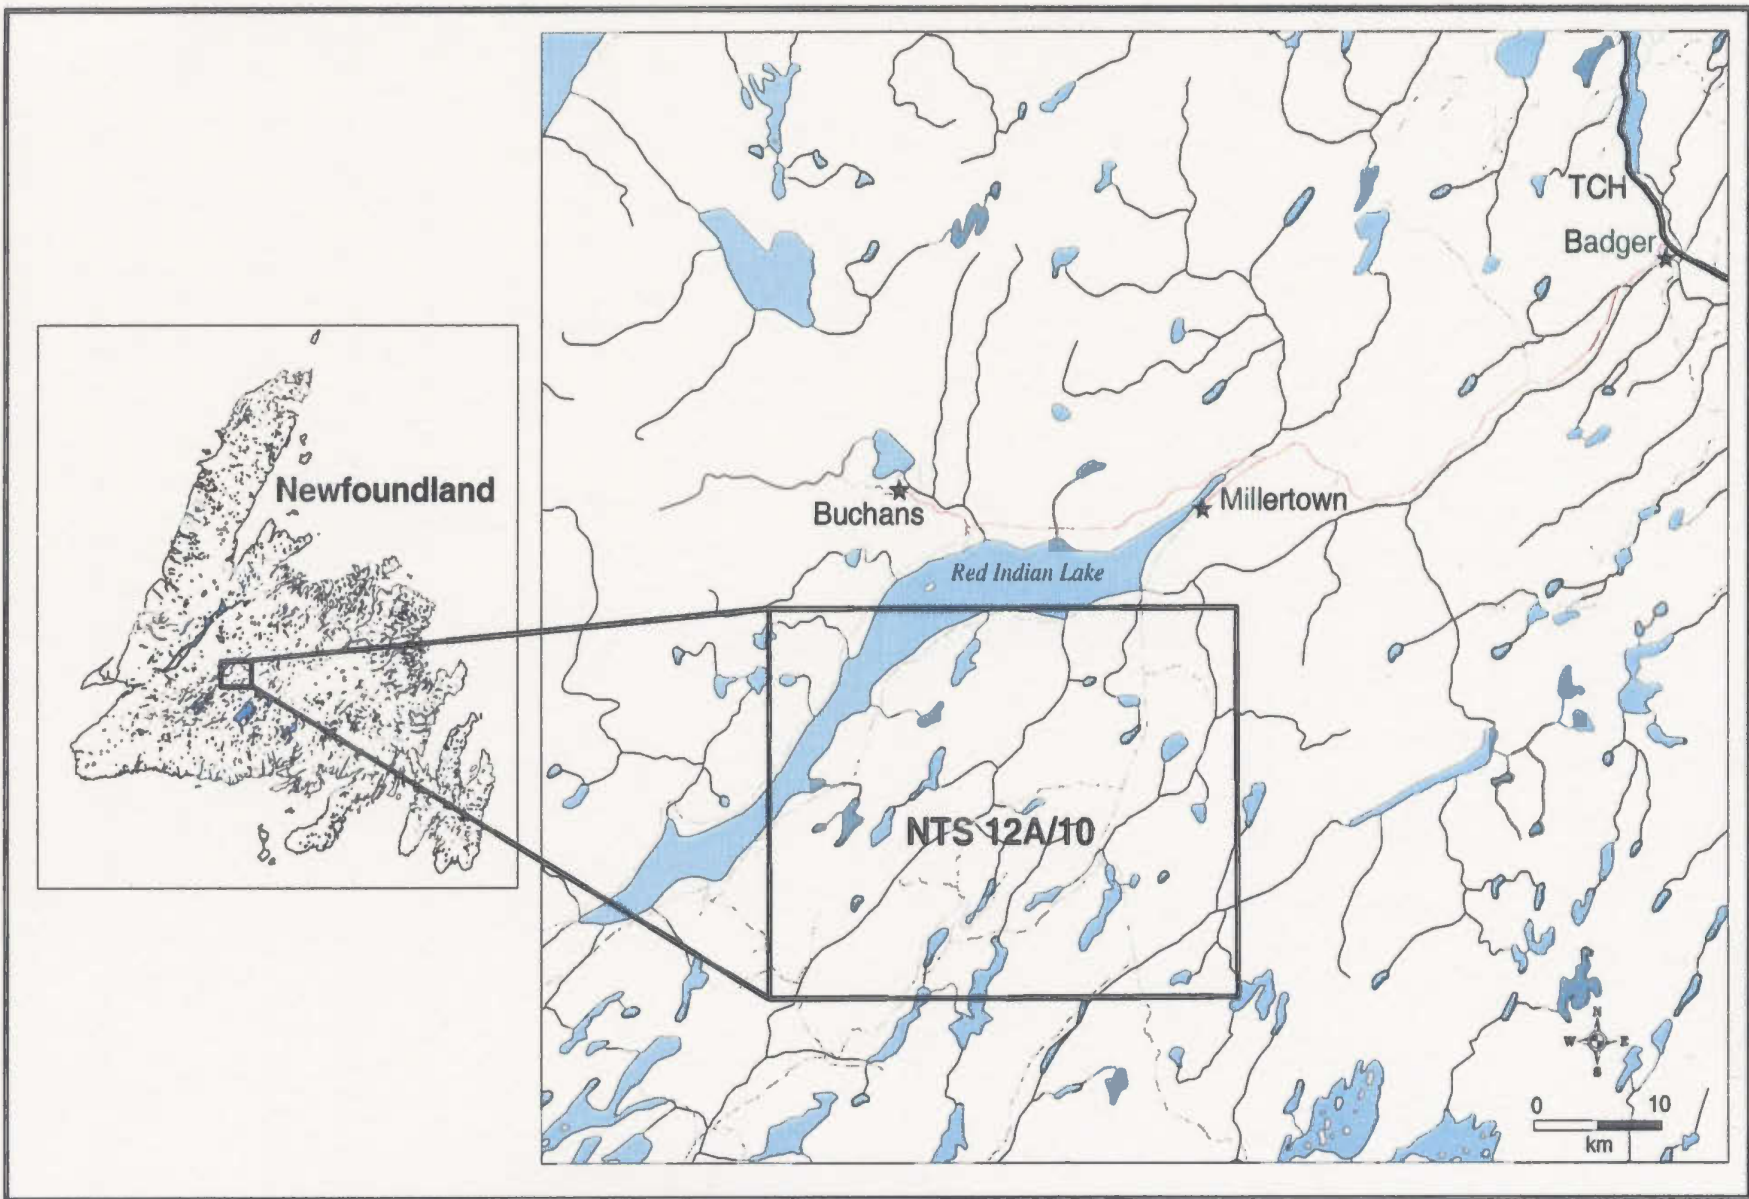 TCH
Badger
Newfoundland
Buchans
Millertown
Red Indian Lake
NTS 12A/10
N
W E
S
0 10
km